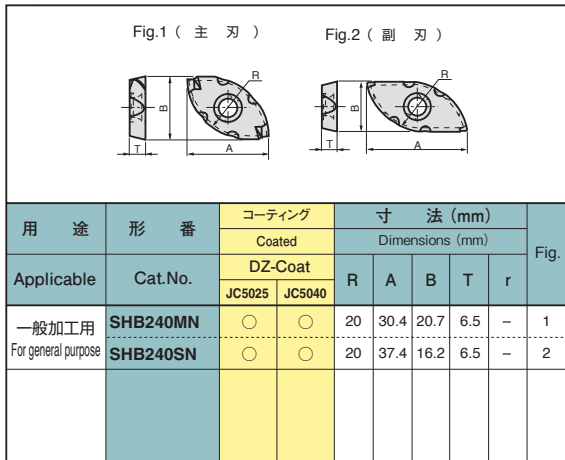 Fig.1 ( 主 刃 )
Fig.2 ( 副 刃 )
R
B
T
A
R
B
T
A
用 途 形 番 コーティング 寸 法 (mm) Fig.
Coated Dimensions (mm)
Applicable Cat.No. DZ-Coat R A B T r
JC5025 JC5040
一般加工用 SHB240MN ○ ○ 20 30.4 20.7 6.5 – 1
For general purpose SHB240SN ○ ○ 20 37.4 16.2 6.5 – 2